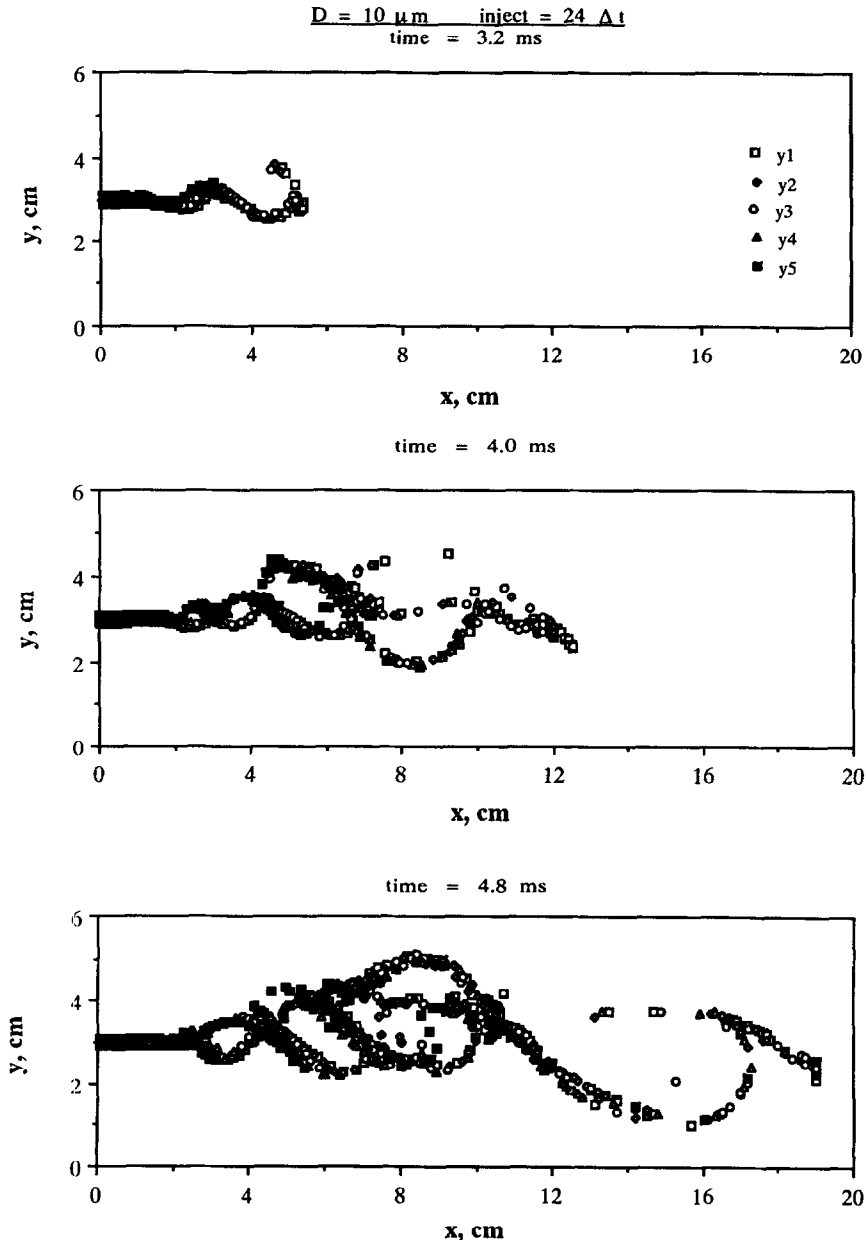 D = 10 μm inject = 24 Δ t
time = 3.2 ms
6
4
2
0
y, cm
y1
y2
y3
y4
y5
0 4 8 12 16 20
x, cm
time = 4.0 ms
6
4
2
0
y, cm
0 4 8 12 16 20
x, cm
time = 4.8 ms
6
4
2
0
y, cm
0 4 8 12 16 20
x, cm